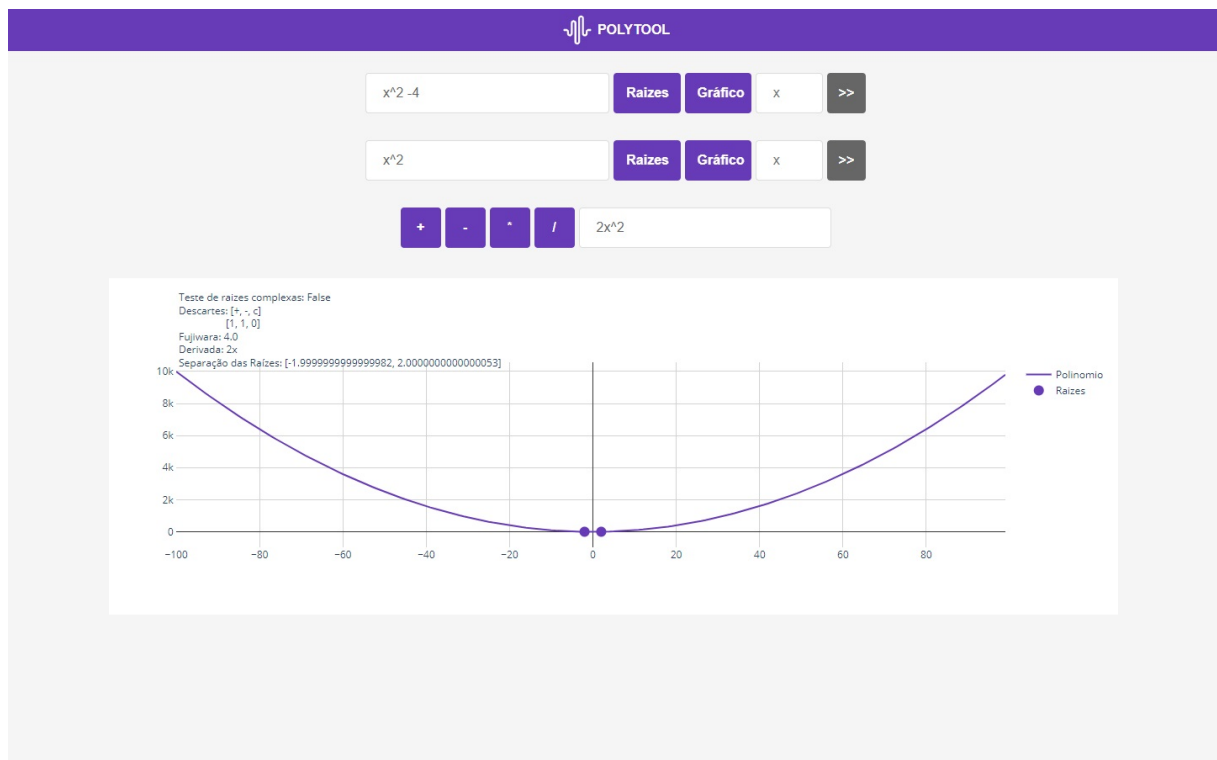 POLYTOOL
x^2 -4 Raizes Gráfico x >>
x^2 Raizes Gráfico x >>
+ - * / 2x^2
Teste de raízes complexas: False
Descartes: [+, -, c]
[1, 1, 0]
Fujiwara: 4.0
Derivada: 2x
Separação das Raízes: [-1.9999999999999982, 2.0000000000000053]
10k
8k
6k
4k
2k
0
−100 −80 −60 −40 −20 0 20 40 60 80
Polinomio
Raizes